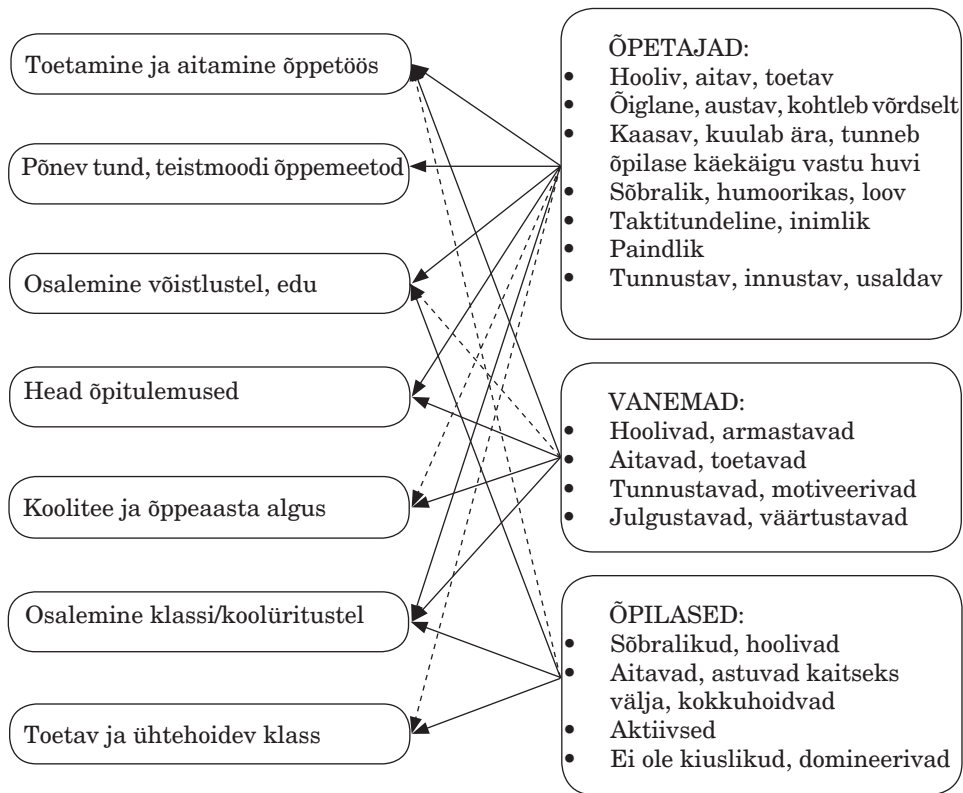 Toetamine ja aitamine õppetöös
Põnev tund, teistmoodi õppemeetod
Osalemine võistlustel, edu
Head õpitulemused
Koolitee ja õppeaasta algus
Osalemine klassi/koolüritustel
Toetav ja ühtehoidev klass
ÕPETAJAD:
• Hooliv, aitav, toetav
• Õiglane, austav, kohtleb võrdselt
• Kaasav, kuulab ära, tunneb
õpilase käekäigu vastu huvi
• Sõbralik, humoorikas, loov
• Taktitundeline, inimlik
• Paindlik
• Tunnustav, innustav, usaldav
VANEMAD:
• Hoolivad, armastavad
• Aitavad, toetavad
• Tunnustavad, motiveerivad
• Julgustavad, väärtustavad
ÕPILASED:
• Sõbralikud, hoolivad
• Aitavad, astuvad kaitseks
välja, kokkuhoidvad
• Aktiivsed
• Ei ole kiuslikud, domineerivad